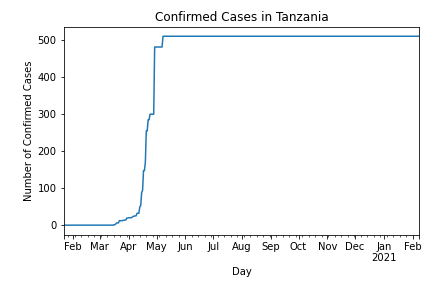 Confirmed Cases in Tanzania
Number of Confirmed Cases
500
400
300
200
100
0
Feb Mar Apr May Jun Jul Aug Sep Oct Nov Dec Jan Feb
2021
Day